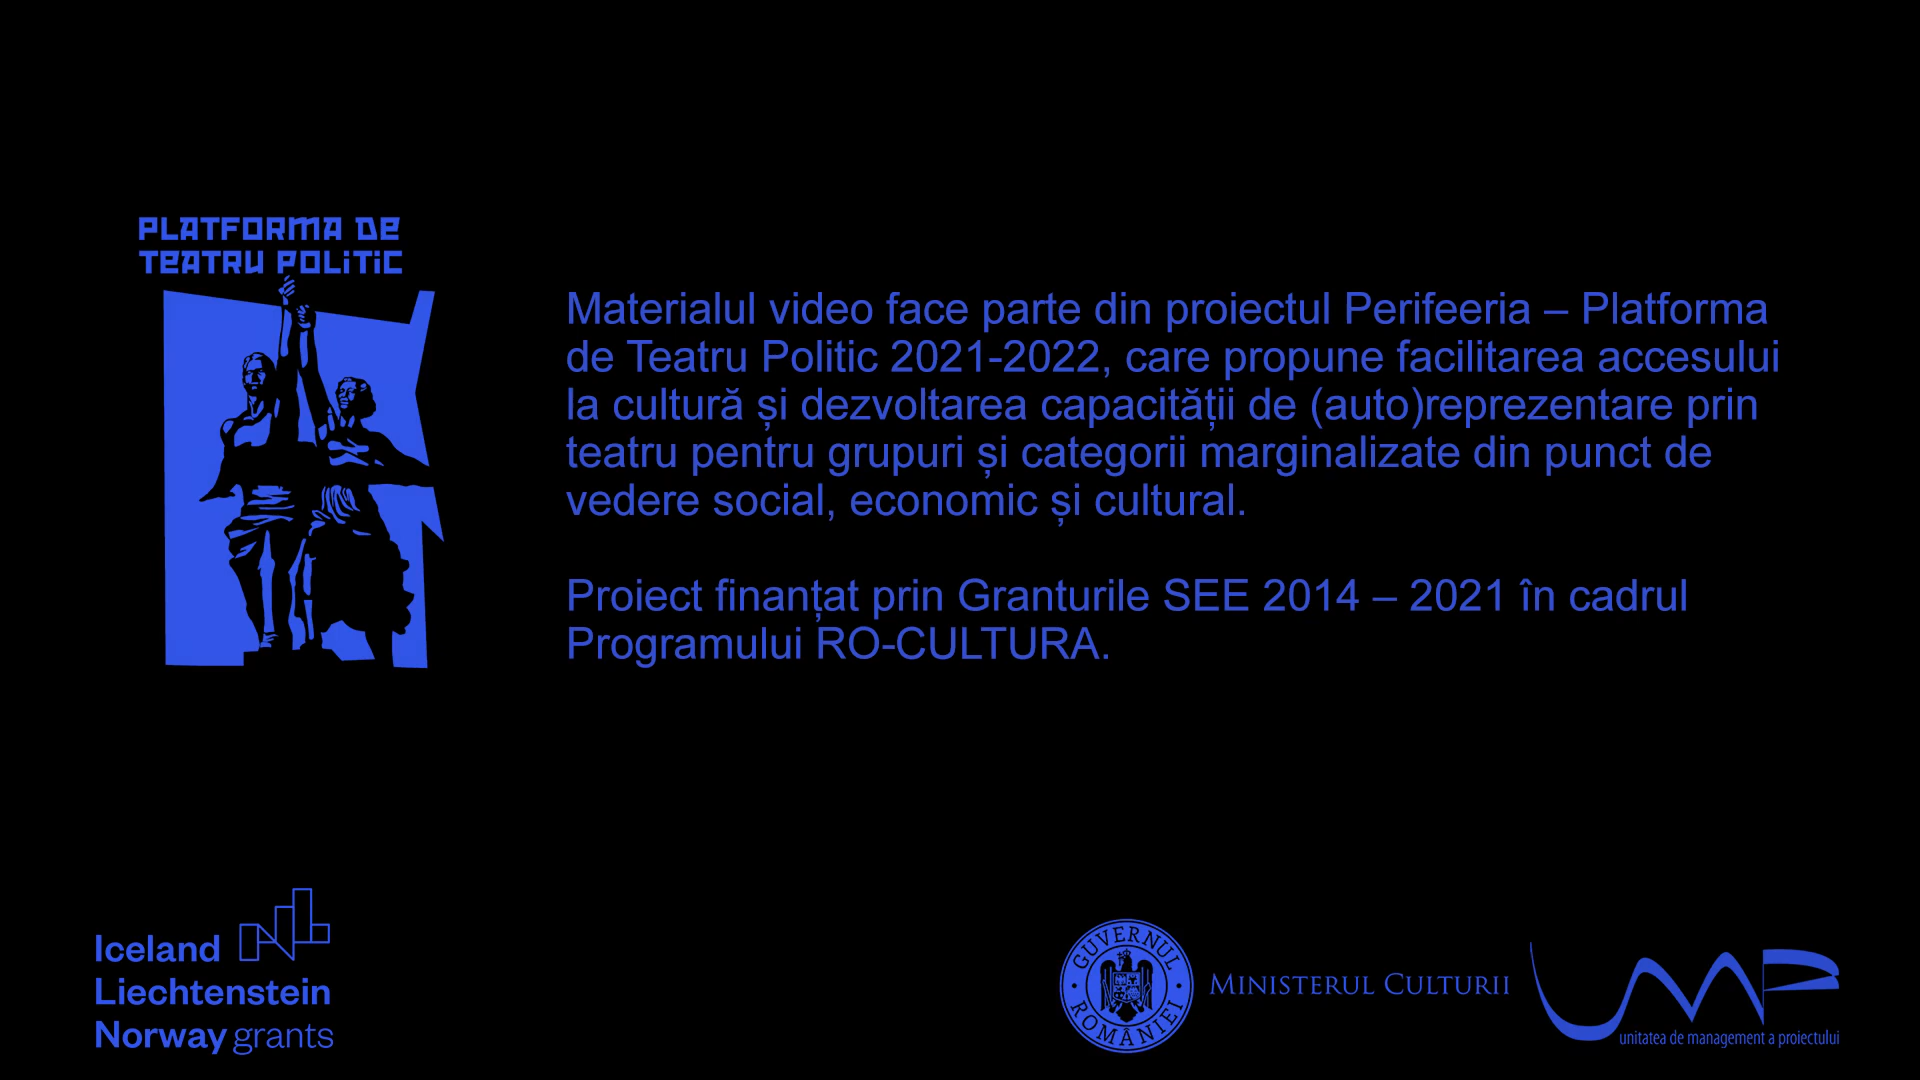 PLATFORMA DE
TEATRU POLiTiC
Materialul video face parte din proiectul Perifeeria – Platforma
de Teatru Politic 2021-2022, care propune facilitarea accesului
la cultură și dezvoltarea capacității de (auto)reprezentare prin
teatru pentru grupuri și categorii marginalizate din punct de
vedere social, economic și cultural.
Proiect finanțat prin Granturile SEE 2014 – 2021 în cadrul
Programului RO-CULTURA.
Iceland
Liechtenstein
Norway grants
GUVERNUL
ROMÂNIEI
MINISTERUL CULTURII
UMP
unitatea de management a proiectului